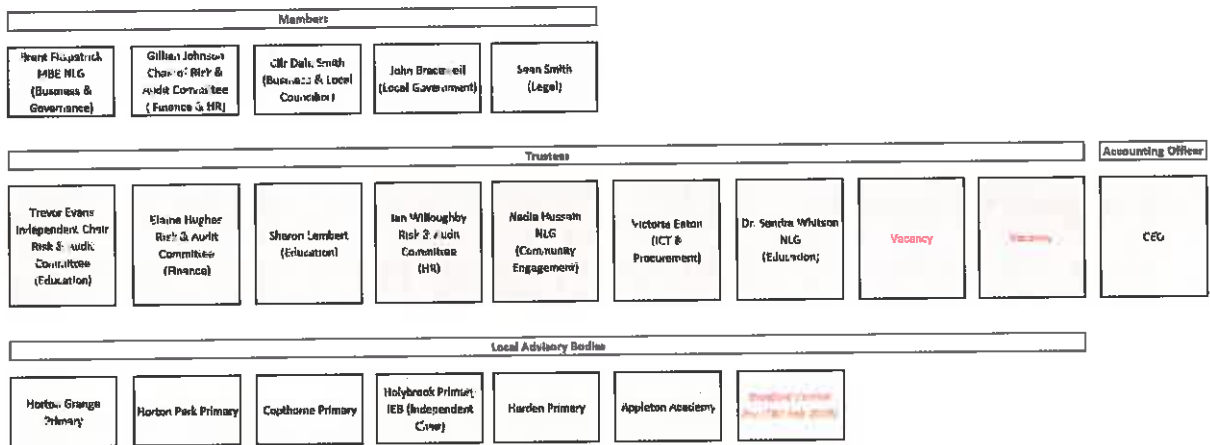 Members
Brent Fitzpatrick
MBE NLG
(Business &
Governance)
Gillian Johnson
Chair of Risk &
Audit Committee
(Finance & HR)
Cllr Dale Smith
(Business & Local
Councillor)
John
(Local Government)
Sean Smith
(Legal)
Trustees
Accounting Officer
Trevor Evans
Independent Chair
Risk & Audit
Committee
(Education)
Elaine Hughes
Risk & Audit
Committee
(Finance)
Sharon Lambert
(Education)
Ian Willoughby
Risk & Audit
Committee
(HR)
Nadia Hussain
NLG
(Community
Engagement)
Victoria Eaton
(ICT &
Procurement)
Dr. Sandra Whitson
NLG
(Education)
Vacancy
Vacancy
CEO
Local Advisory Bodies
Horton Grange
Primary
Horton Park Primary
Copthorne Primary
Holybrook Primary
IEB (Independent
Chair)
Harden Primary
Appleton Academy